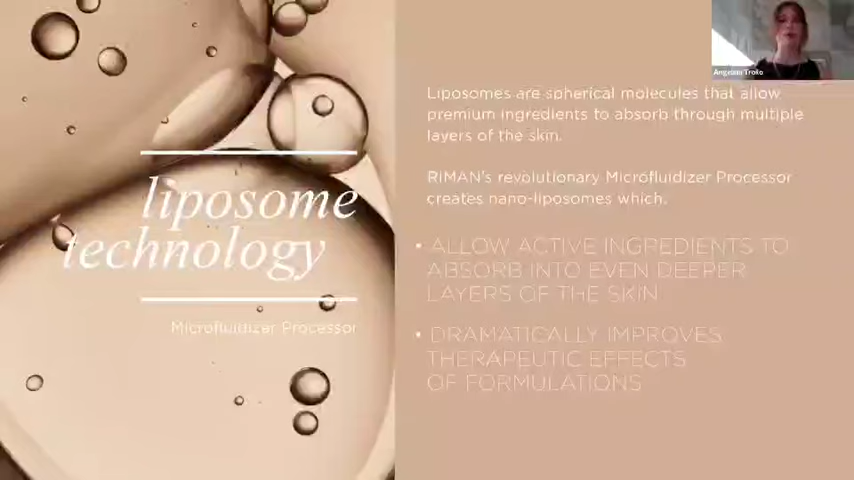 liposome
technology
Microfluidizer Processor
Liposomes are spherical molecules that allow
premium ingredients to absorb through multiple
layers of the skin.
RIMAN's revolutionary Microfluidizer Processor
creates nano-liposomes which.
• ALLOW ACTIVE INGREDIENTS TO
ABSORB INTO EVEN DEEPER
LAYERS OF THE SKIN
• DRAMATICALLY IMPROVES
THERAPEUTIC EFFECTS
OF FORMULATIONS